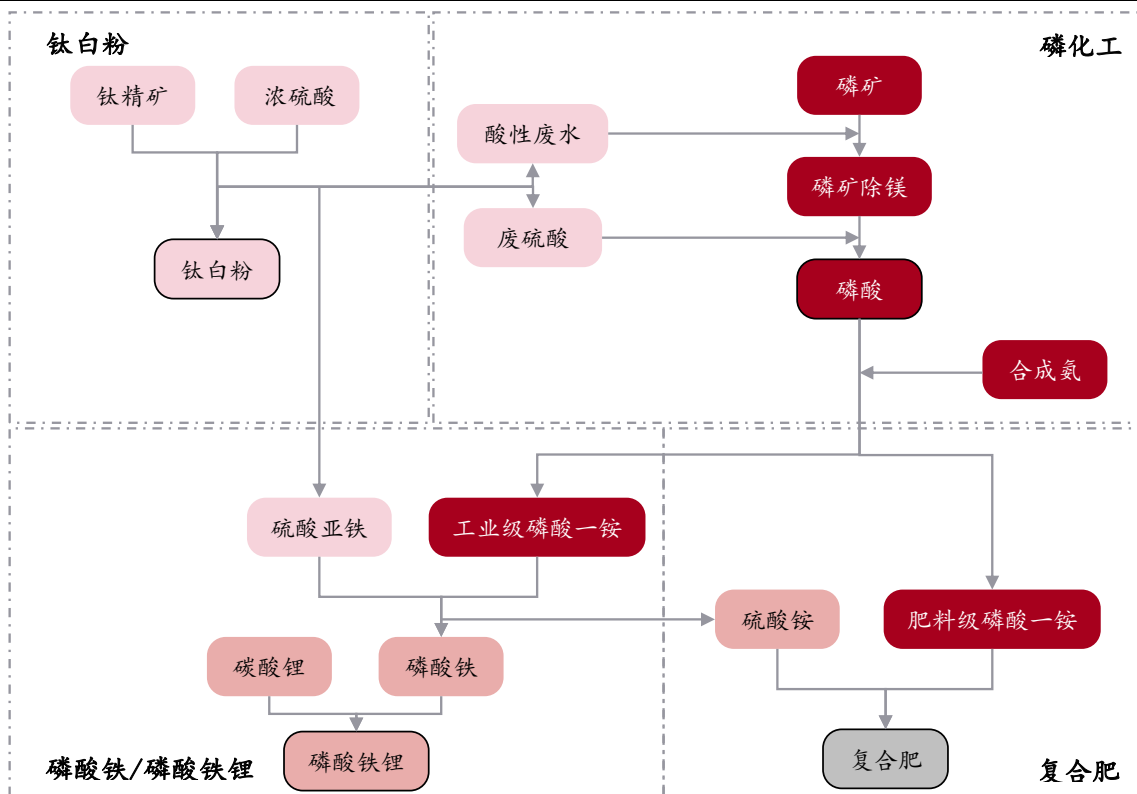 钛白粉
磷化工
钛精矿
浓硫酸
磷矿
酸性废水
磷矿除镁
废硫酸
钛白粉
磷酸
合成氨
硫酸亚铁
工业级磷酸一铵
硫酸铵
肥料级磷酸一铵
碳酸锂
磷酸铁
磷酸铁锂
复合肥
磷酸铁/磷酸铁锂
复合肥